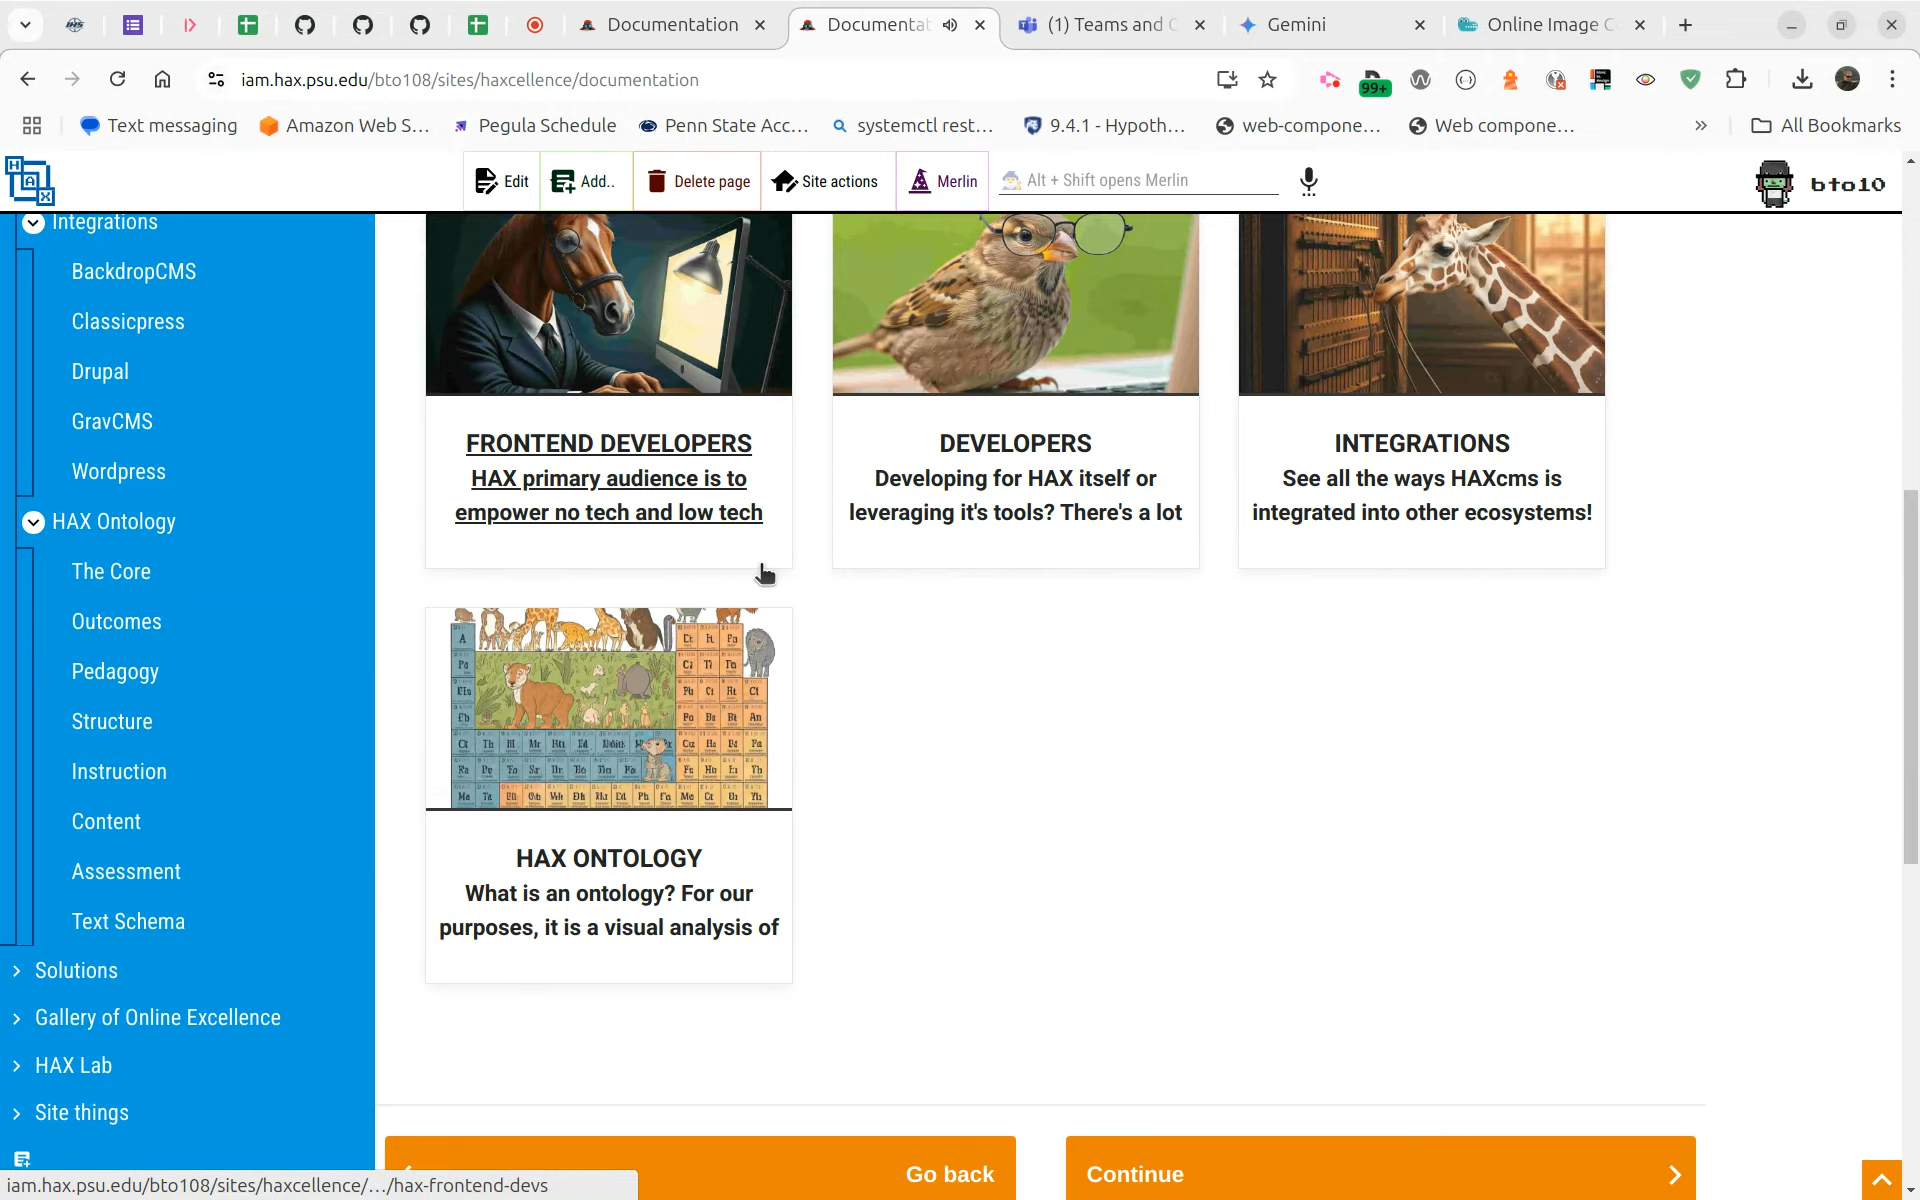 Documentation
Documentat
(1) Teams and C
Gemini
Online Image C
iam.hax.psu.edu/bto108/sites/haxcellence/documentation
99+
Text messaging
Amazon Web S...
Pegula Schedule
Penn State Acc...
systemctl rest...
9.4.1 - Hypoth...
web-compone...
Web compone...
»
All Bookmarks
H A X
Edit
Add..
Delete page
Site actions
Merlin
Alt + Shift opens Merlin
bto10
Integrations
BackdropCMS
Classicpress
Drupal
GravCMS
Wordpress
HAX Ontology
The Core
Outcomes
Pedagogy
Structure
Instruction
Content
Assessment
Text Schema
Solutions
Gallery of Online Excellence
HAX Lab
Site things
FRONTEND DEVELOPERS
HAX primary audience is to
empower no tech and low tech
DEVELOPERS
Developing for HAX itself or
leveraging it's tools? There's a lot
INTEGRATIONS
See all the ways HAXcms is
integrated into other ecosystems!
HAX ONTOLOGY
What is an ontology? For our
purposes, it is a visual analysis of
Go back
Continue
iam.hax.psu.edu/bto108/sites/haxcellence/…/hax-frontend-devs